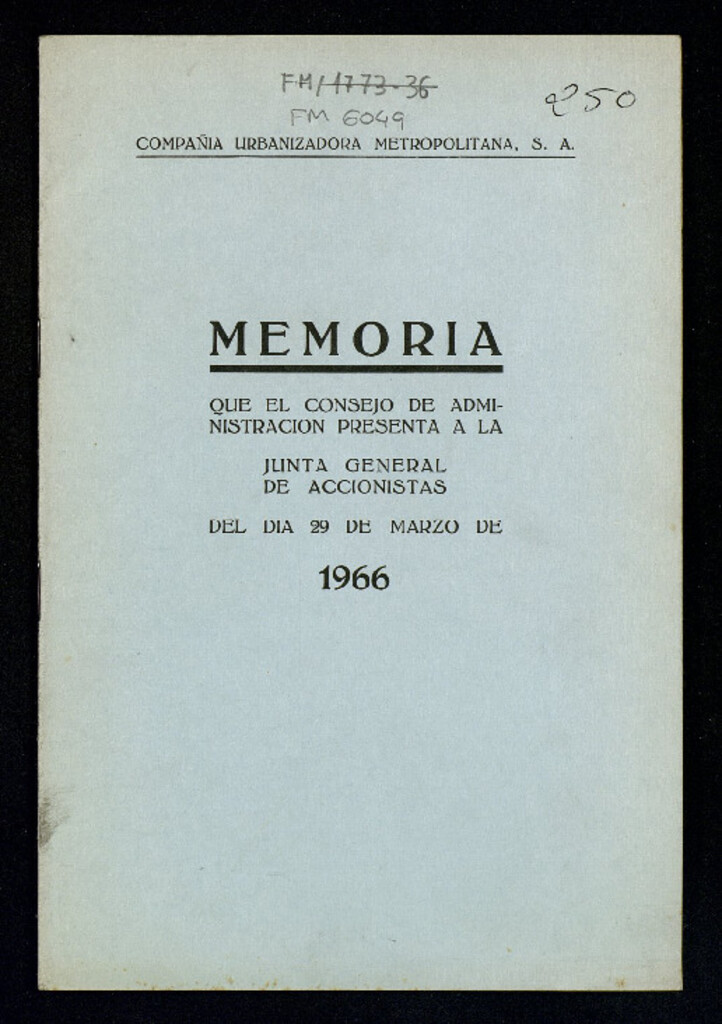 FM/1773-36
250
FM 6049
COMPAÑIA URBANIZADORA METROPOLITANA, S. A.
MEMORIA
QUE EL CONSEJO DE ADMI-
NISTRACION PRESENTA A LA
JUNTA GENERAL
DE ACCIONISTAS
DEL DIA 29 DE MARZO DE
1966